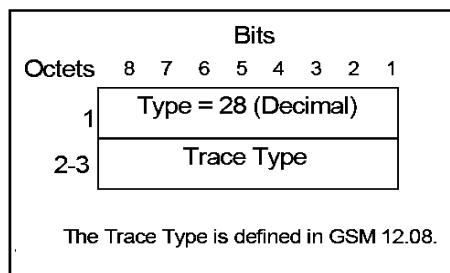 Bits
Octets 8 7 6 5 4 3 2 1
1 Type = 28 (Decimal)
2-3 Trace Type
The Trace Type is defined in GSM 12.08.